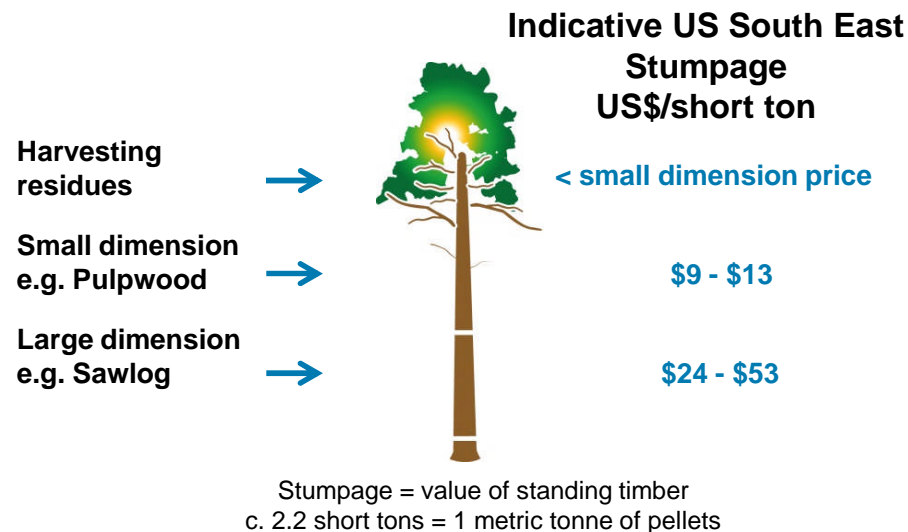 Indicative US South East
Stumpage
US$/short ton
Harvesting
residues
< small dimension price
Small dimension
e.g. Pulpwood
$9 - $13
Large dimension
e.g. Sawlog
$24 - $53
Stumpage = value of standing timber
c. 2.2 short tons = 1 metric tonne of pellets